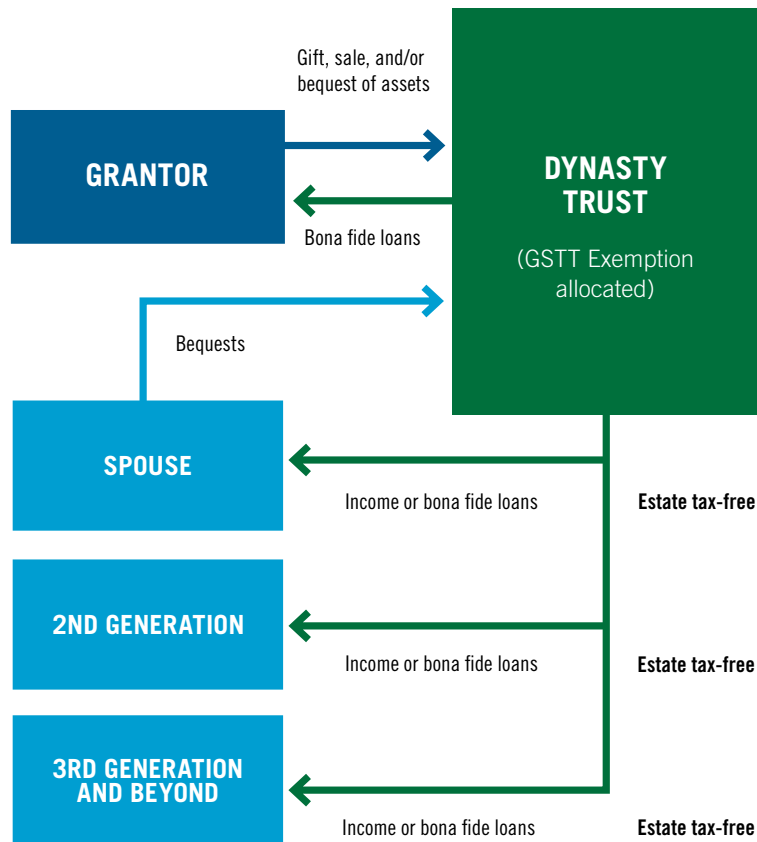 Gift, sale, and/or
bequest of assets
GRANTOR
DYNASTY
TRUST
(GSTT Exemption
allocated)
Bona fide loans
Bequests
SPOUSE
Income or bona fide loans
Estate tax-free
2ND GENERATION
Income or bona fide loans
Estate tax-free
3RD GENERATION
AND BEYOND
Income or bona fide loans
Estate tax-free